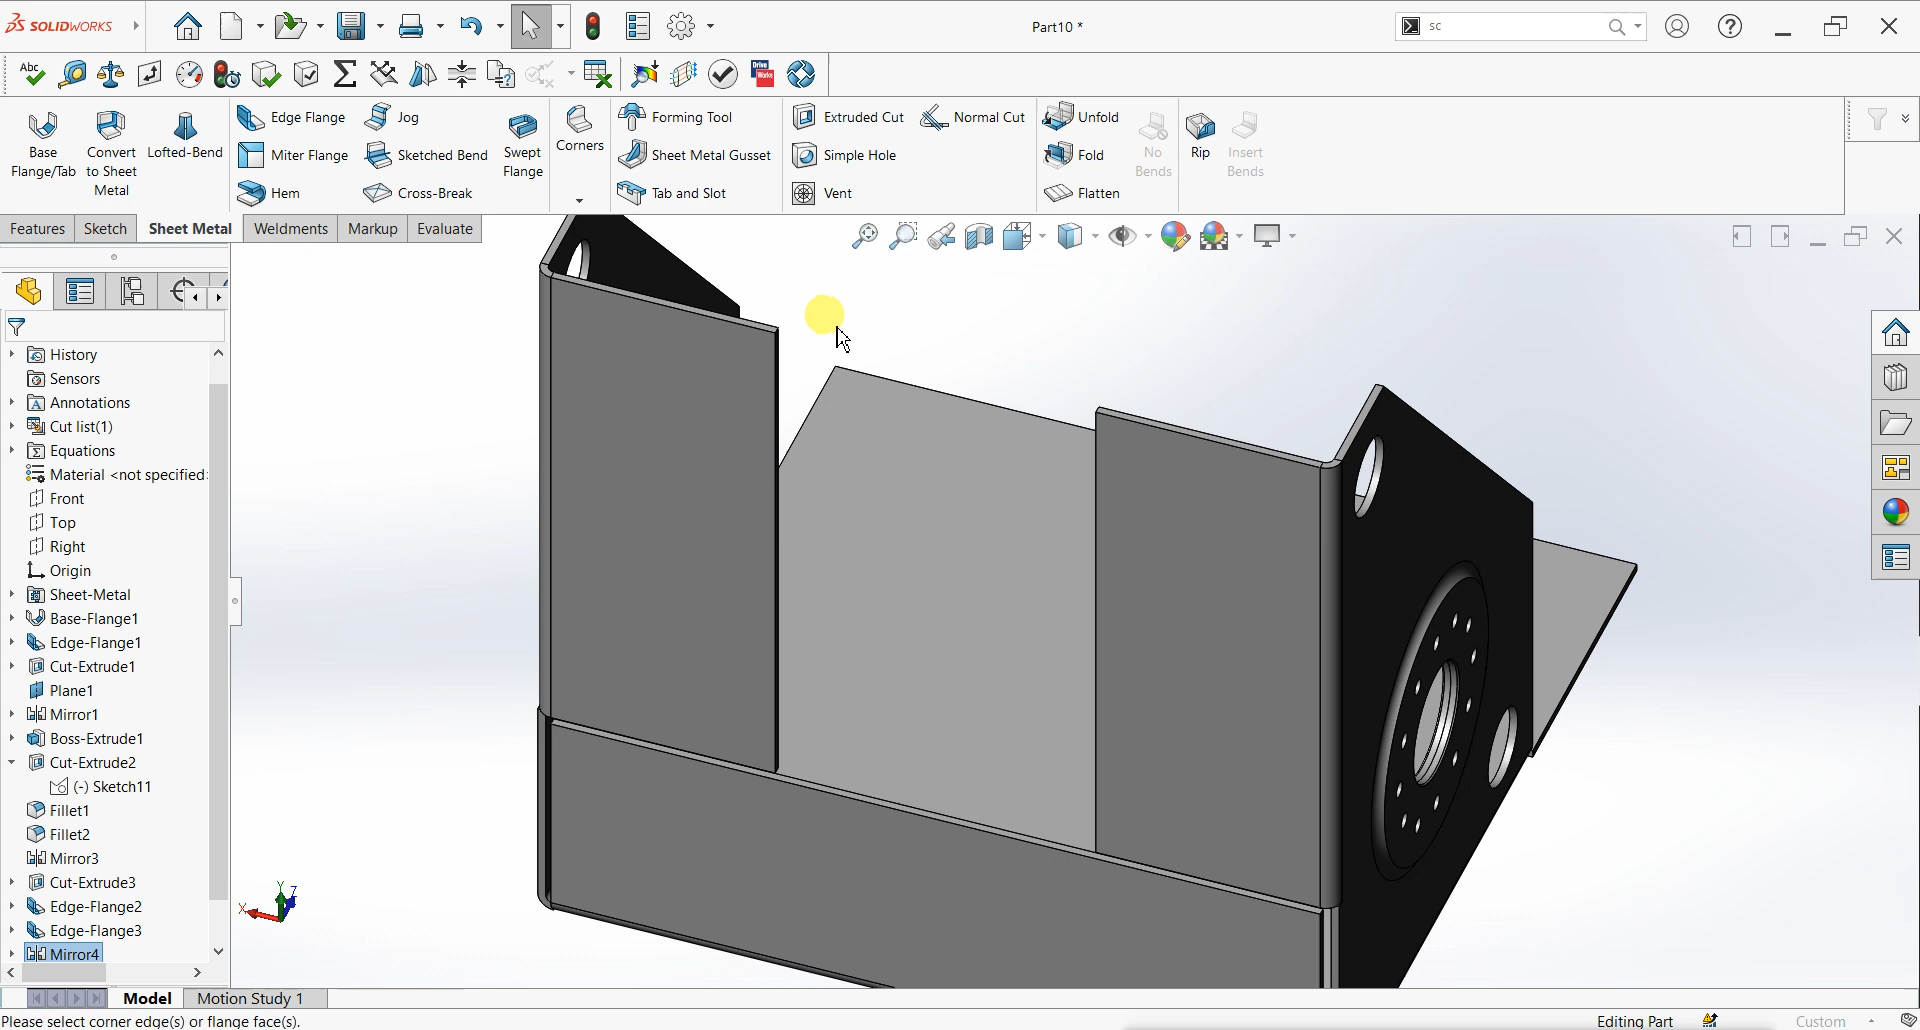 SOLIDWORKS
Part10 *
sc
Abc
Drive
Works
Base
Flange/Tab
Convert
to Sheet
Metal
Lofted-Bend
Edge Flange
Miter Flange
Hem
Jog
Sketched Bend
Cross-Break
Swept
Flange
Corners
Forming Tool
Sheet Metal Gusset
Tab and Slot
Extruded Cut
Simple Hole
Vent
Normal Cut
Unfold
Fold
Flatten
No
Bends
Rip
Insert
Bends
Features
Sketch
Sheet Metal
Weldments
Markup
Evaluate
History
Sensors
Annotations
Cut list(1)
Equations
Material <not specified>
Front
Top
Right
Origin
Sheet-Metal
Base-Flange1
Edge-Flange1
Cut-Extrude1
Plane1
Mirror1
Boss-Extrude1
Cut-Extrude2
(-) Sketch11
Fillet1
Fillet2
Mirror3
Cut-Extrude3
Edge-Flange2
Edge-Flange3
Mirror4
Y
Z
X
Model
Motion Study 1
Please select corner edge(s) or flange face(s).
Editing Part
Custom